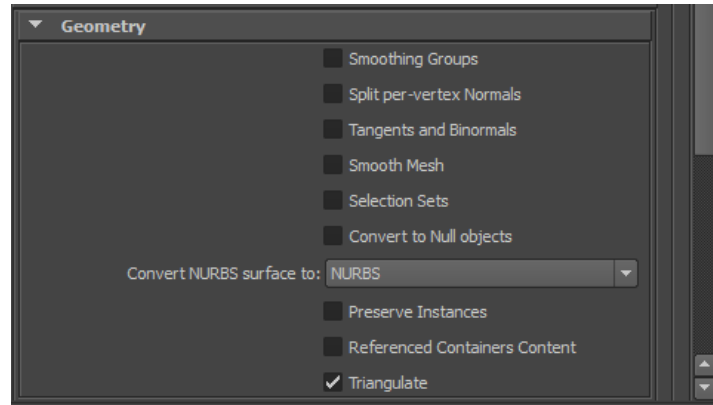 Geometry
Smoothing Groups
Split per-vertex Normals
Tangents and Binormals
Smooth Mesh
Selection Sets
Convert to Null objects
Convert NURBS surface to: NURBS
Preserve Instances
Referenced Containers Content
Triangulate